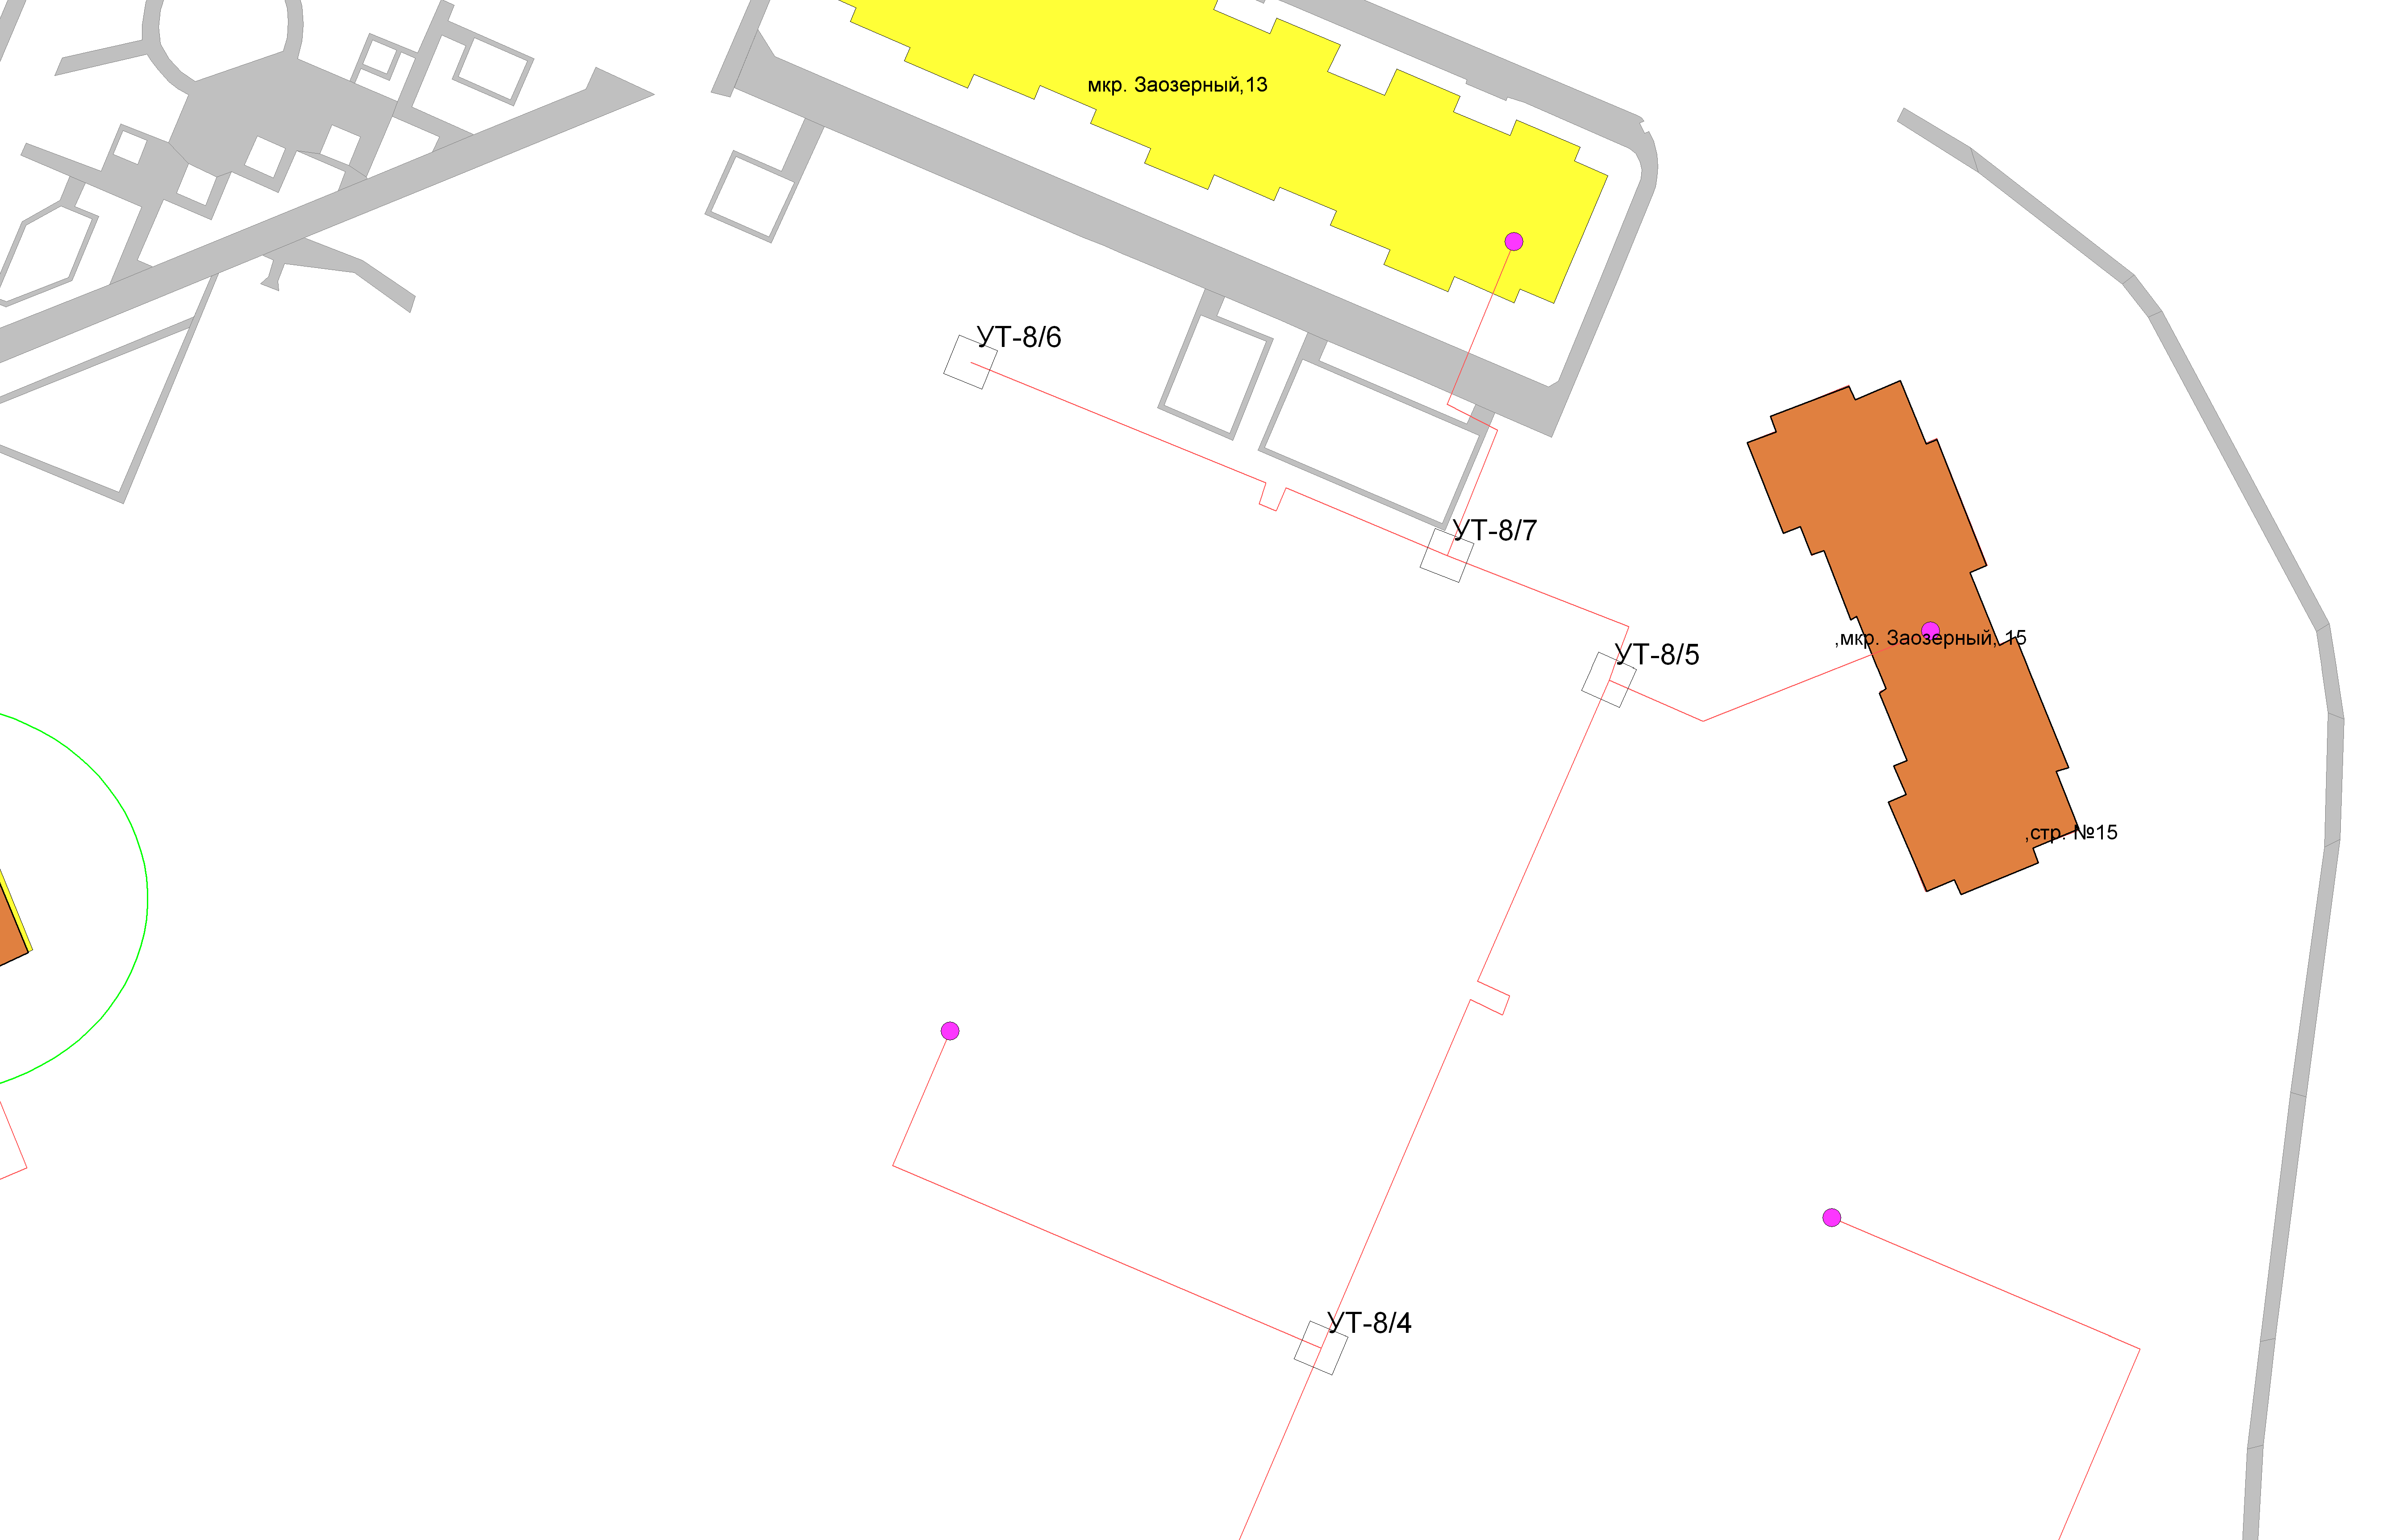 мкр. Заозерный,13
УТ-8/6
УТ-8/7
УТ-8/5
,мкр. Заозерный, 15
,стр. №15
УТ-8/4